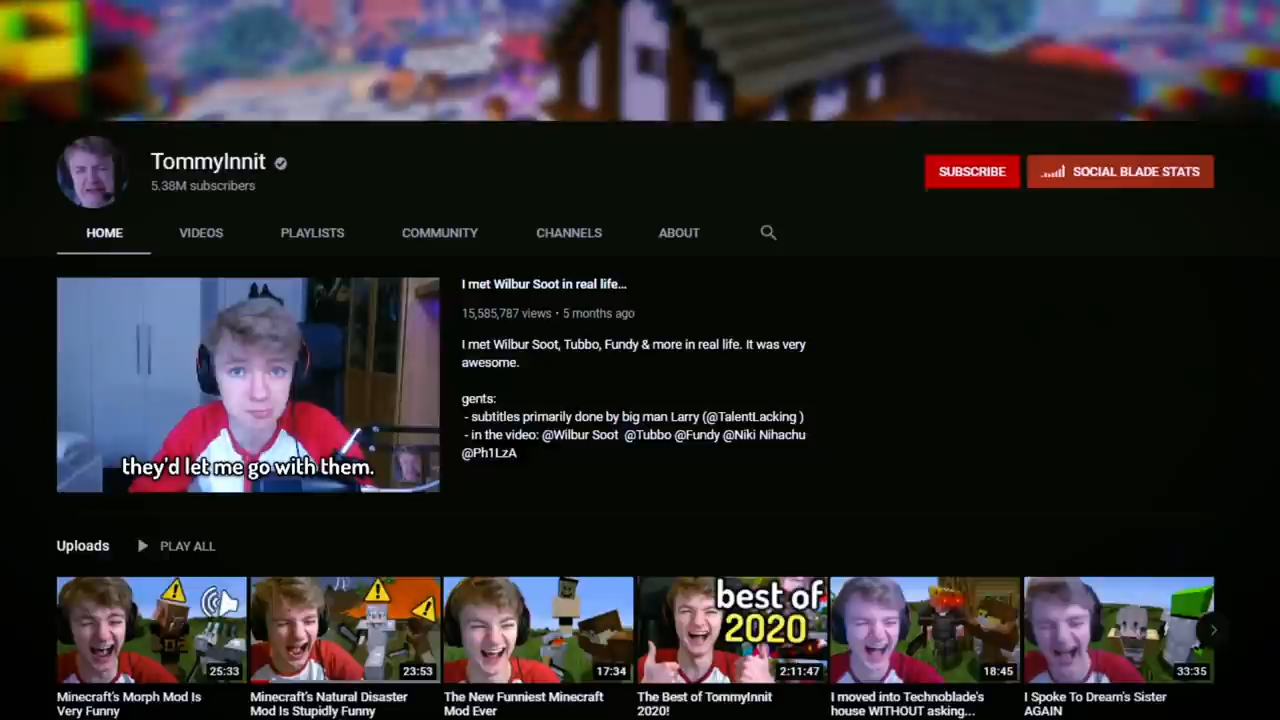 TommyInnit
5.38M subscribers
SUBSCRIBE
SOCIAL BLADE STATS
HOME VIDEOS PLAYLISTS COMMUNITY CHANNELS ABOUT
they'd let me go with them.
I met Wilbur Soot in real life...
15,585,787 views • 5 months ago
I met Wilbur Soot, Tubbo, Fundy & more in real life. It was very
awesome.
gents:
- subtitles primarily done by big man Larry (@TalentLacking )
- in the video: @Wilbur Soot @Tubbo @Fundy @Niki Nihachu
@Ph1LzA
Uploads PLAY ALL
25:33
Minecraft's Morph Mod Is
Very Funny
23:53
Minecraft's Natural Disaster
Mod Is Stupidly Funny
17:34
The New Funniest Minecraft
Mod Ever
best of
2020
2:11:47
The Best of TommyInnit
2020!
18:45
I moved into Technoblade's
house WITHOUT asking...
33:35
I Spoke To Dream's Sister
AGAIN